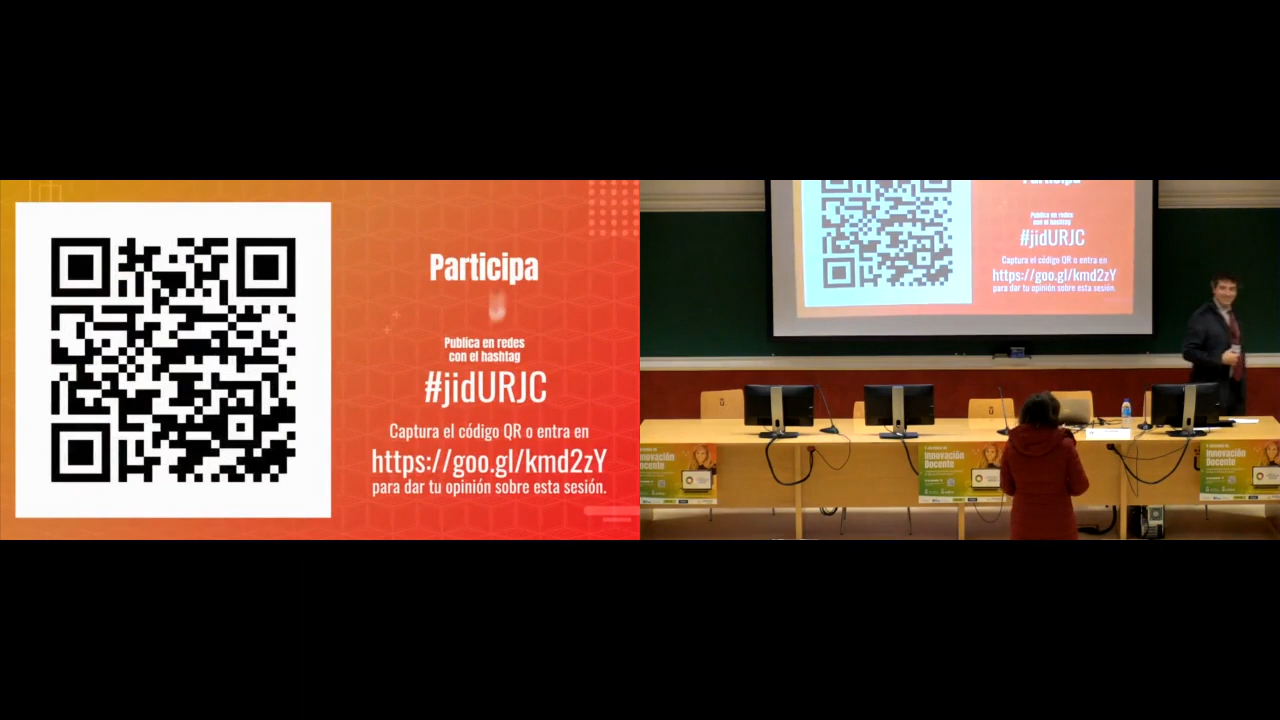 Participa
Publica en redes
con el hashtag
#jidURJC
Captura el código QR o entra en
https://goo.gl/kmd2zY
para dar tu opinión sobre esta sesión.
Participa
Publica en redes
con el hashtag
#jidURJC
Captura el código QR o entra en
https://goo.gl/kmd2zY
para dar tu opinión sobre esta sesión.
Innovación
Docente
Innovación
Docente
Innovación
Docente